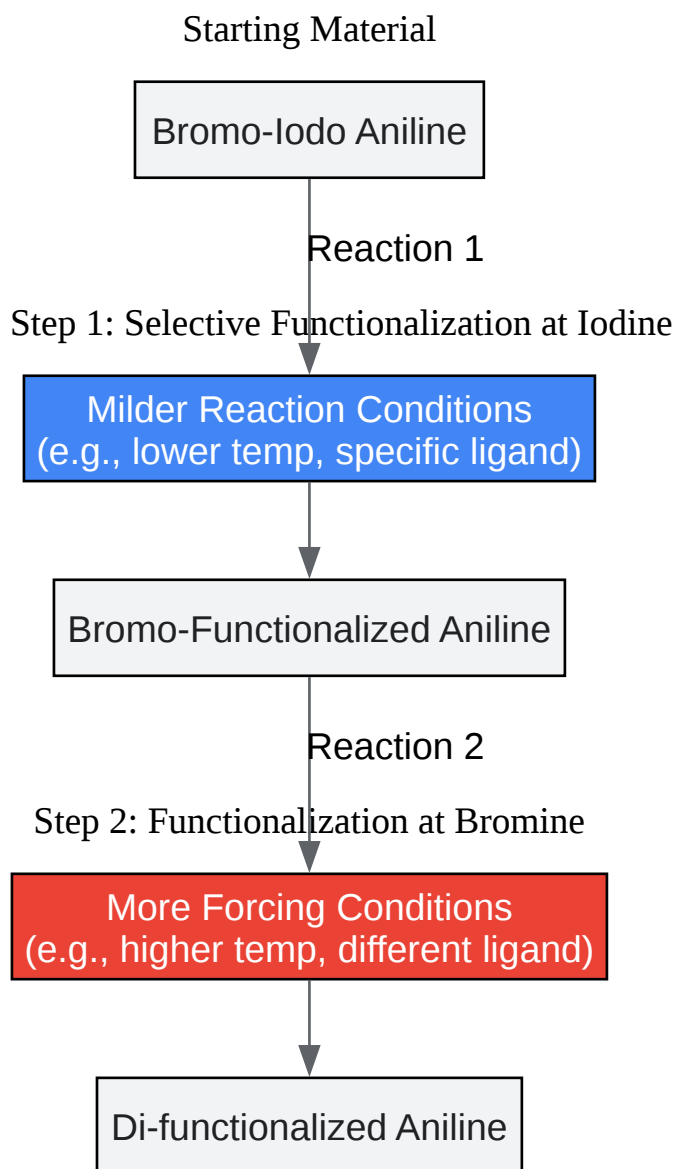 Starting Material
Bromo-Iodo Aniline
Reaction 1
Step 1: Selective Functionalization at Iodine
Milder Reaction Conditions
(e.g., lower temp, specific ligand)
Bromo-Functionalized Aniline
Reaction 2
Step 2: Functionalization at Bromine
More Forcing Conditions
(e.g., higher temp, different ligand)
Di-functionalized Aniline